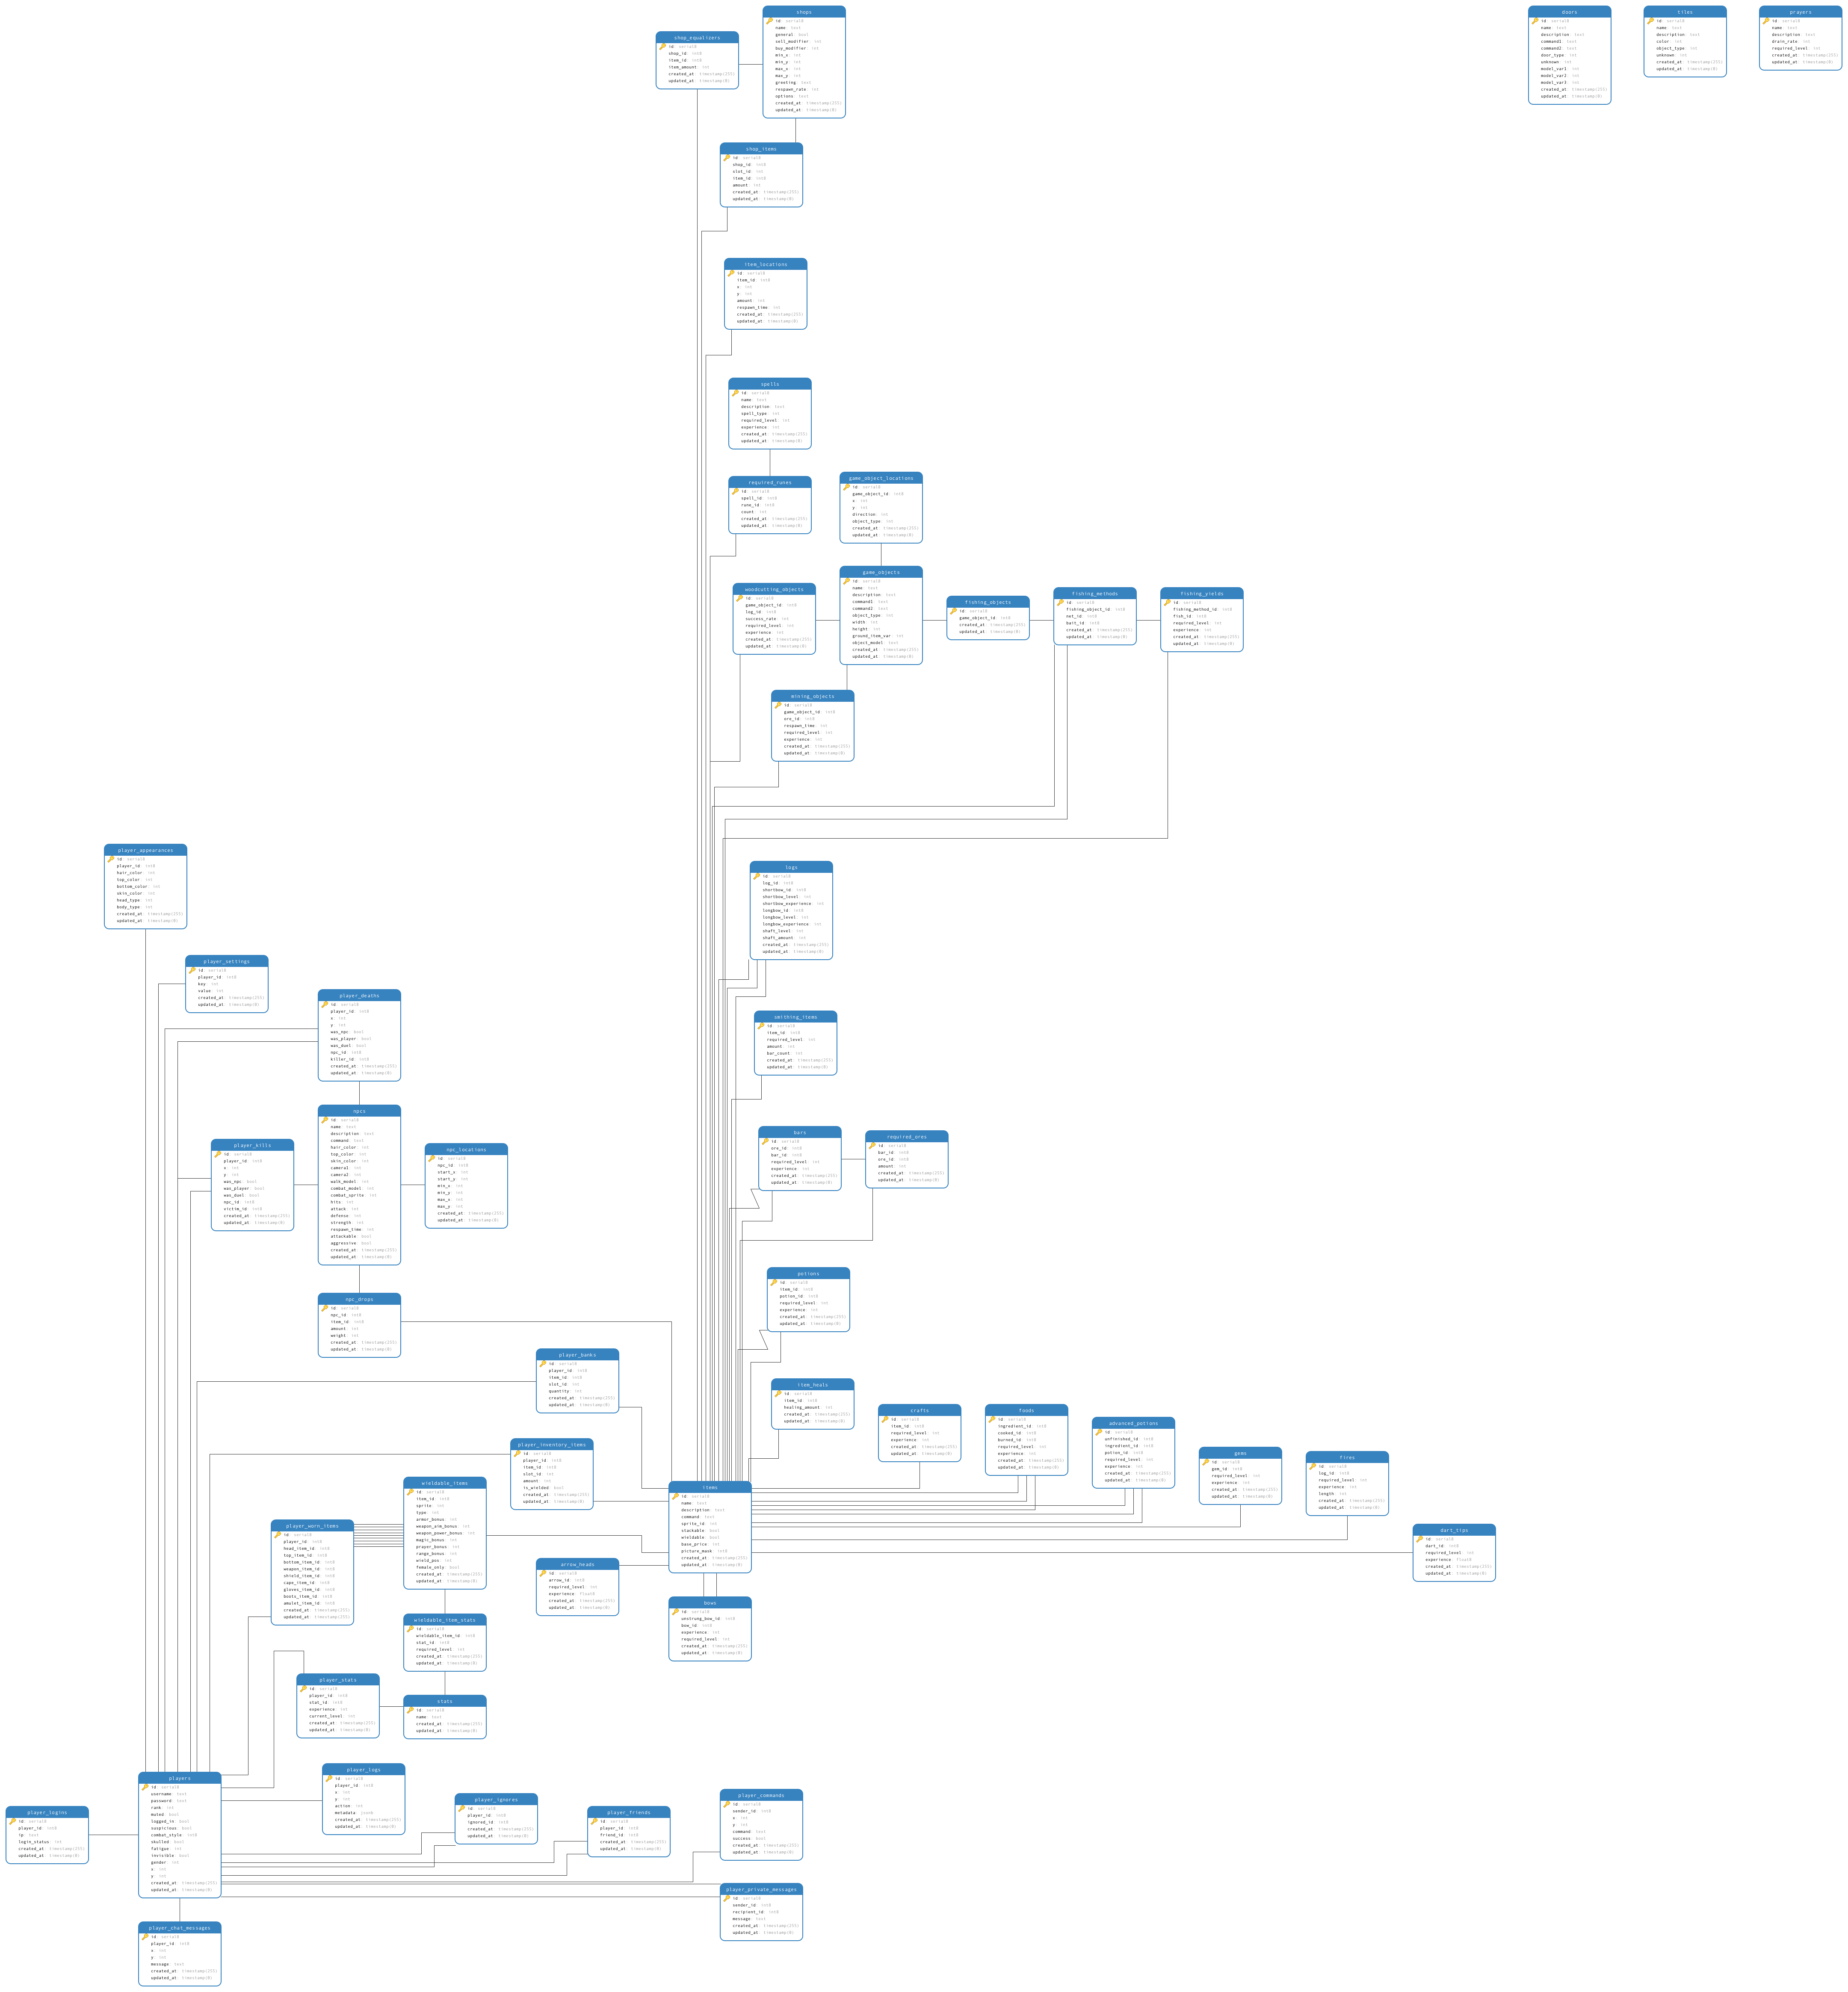 shops
id: serial8
name: text
general: bool
sell_modifier: int
buy_modifier: int
min_x: int
min_y: int
max_x: int
max_y: int
greeting: text
respawn_rate: int
options: text
created_at: timestamp(255)
updated_at: timestamp(0)
doors
id: serial8
name: text
description: text
command1: text
command2: text
door_type: int
unknown: int
model_var1: int
model_var2: int
model_var3: int
created_at: timestamp(255)
updated_at: timestamp(0)
tiles
id: serial8
name: text
description: text
color: int
object_type: int
unknown: int
created_at: timestamp(255)
updated_at: timestamp(0)
prayers
id: serial8
name: text
description: text
drain_rate: int
required_level: int
created_at: timestamp(255)
updated_at: timestamp(0)
shop_equalizers
id: serial8
shop_id: int8
item_id: int8
item_amount: int
created_at: timestamp(255)
updated_at: timestamp(0)
shop_items
id: serial8
shop_id: int8
slot_id: int
item_id: int8
amount: int
created_at: timestamp(255)
updated_at: timestamp(0)
item_locations
id: serial8
item_id: int8
x: int
y: int
amount: int
respawn_time: int
created_at: timestamp(255)
updated_at: timestamp(0)
spells
id: serial8
name: text
description: text
spell_type: int
required_level: int
experience: int
created_at: timestamp(255)
updated_at: timestamp(0)
required_runes
id: serial8
spell_id: int8
rune_id: int8
count: int
created_at: timestamp(255)
updated_at: timestamp(0)
game_object_locations
id: serial8
game_object_id: int8
x: int
y: int
direction: int
object_type: int
created_at: timestamp(255)
updated_at: timestamp(0)
woodcutting_objects
id: serial8
game_object_id: int8
log_id: int8
success_rate: int
required_level: int
experience: int
created_at: timestamp(255)
updated_at: timestamp(0)
game_objects
id: serial8
name: text
description: text
command1: text
command2: text
object_type: int
width: int
height: int
ground_item_var: int
object_model: text
created_at: timestamp(255)
updated_at: timestamp(0)
fishing_objects
id: serial8
game_object_id: int8
created_at: timestamp(255)
updated_at: timestamp(0)
fishing_methods
id: serial8
fishing_object_id: int8
net_id: int8
bait_id: int8
created_at: timestamp(255)
updated_at: timestamp(0)
fishing_yields
id: serial8
fishing_method_id: int8
fish_id: int8
required_level: int
experience: int
created_at: timestamp(255)
updated_at: timestamp(0)
mining_objects
id: serial8
game_object_id: int8
ore_id: int8
respawn_time: int
required_level: int
experience: int
created_at: timestamp(255)
updated_at: timestamp(0)
player_appearances
id: serial8
player_id: int8
hair_color: int
top_color: int
bottom_color: int
skin_color: int
head_type: int
body_type: int
created_at: timestamp(255)
updated_at: timestamp(0)
logs
id: serial8
log_id: int8
shortbow_id: int8
shortbow_level: int
shortbow_experience: int
longbow_id: int8
longbow_level: int
longbow_experience: int
shaft_level: int
shaft_amount: int
created_at: timestamp(255)
updated_at: timestamp(0)
player_settings
id: serial8
player_id: int8
key: int
value: int
created_at: timestamp(255)
updated_at: timestamp(0)
player_deaths
id: serial8
player_id: int8
x: int
y: int
was_npc: bool
was_player: bool
was_duel: bool
npc_id: int8
killer_id: int8
created_at: timestamp(255)
updated_at: timestamp(0)
smithing_items
id: serial8
item_id: int8
required_level: int
amount: int
bar_count: int
created_at: timestamp(255)
updated_at: timestamp(0)
npcs
id: serial8
name: text
description: text
command: text
hair_color: int
top_color: int
skin_color: int
camera1: int
camera2: int
walk_model: int
combat_model: int
combat_sprite: int
hits: int
attack: int
defense: int
strength: int
respawn_time: int
attackable: bool
aggressive: bool
created_at: timestamp(255)
updated_at: timestamp(0)
player_kills
id: serial8
player_id: int8
x: int
y: int
was_npc: bool
was_player: bool
was_duel: bool
npc_id: int8
victim_id: int8
created_at: timestamp(255)
updated_at: timestamp(0)
npc_locations
id: serial8
npc_id: int8
start_x: int
start_y: int
min_x: int
min_y: int
max_x: int
max_y: int
created_at: timestamp(255)
updated_at: timestamp(0)
bars
id: serial8
ore_id: int8
bar_id: int8
required_level: int
experience: int
created_at: timestamp(255)
updated_at: timestamp(0)
required_ores
id: serial8
bar_id: int8
ore_id: int8
amount: int
created_at: timestamp(255)
updated_at: timestamp(0)
potions
id: serial8
item_id: int8
potion_id: int8
required_level: int
experience: int
created_at: timestamp(255)
updated_at: timestamp(0)
npc_drops
id: serial8
npc_id: int8
item_id: int8
amount: int
weight: int
created_at: timestamp(255)
updated_at: timestamp(0)
player_banks
id: serial8
player_id: int8
item_id: int8
slot_id: int
quantity: int
created_at: timestamp(255)
updated_at: timestamp(0)
item_heals
id: serial8
item_id: int8
healing_amount: int
created_at: timestamp(255)
updated_at: timestamp(0)
crafts
id: serial8
item_id: int8
required_level: int
experience: int
created_at: timestamp(255)
updated_at: timestamp(0)
foods
id: serial8
ingredient_id: int8
cooked_id: int8
burned_id: int8
required_level: int
experience: int
created_at: timestamp(255)
updated_at: timestamp(0)
advanced_potions
id: serial8
unfinished_id: int8
ingredient_id: int8
potion_id: int8
required_level: int
experience: int
created_at: timestamp(255)
updated_at: timestamp(0)
gems
id: serial8
gem_id: int8
required_level: int
experience: int
created_at: timestamp(255)
updated_at: timestamp(0)
fires
id: serial8
log_id: int8
required_level: int
experience: int
length: int
created_at: timestamp(255)
updated_at: timestamp(0)
dart_tips
id: serial8
dart_id: int8
required_level: int
experience: float8
created_at: timestamp(255)
updated_at: timestamp(0)
player_inventory_items
id: serial8
player_id: int8
item_id: int8
slot_id: int
amount: int
is_wielded: bool
created_at: timestamp(255)
updated_at: timestamp(0)
wieldable_items
id: serial8
item_id: int8
sprite: int
type: int
armor_bonus: int
weapon_aim_bonus: int
weapon_power_bonus: int
magic_bonus: int
prayer_bonus: int
range_bonus: int
wield_pos: int
female_only: bool
created_at: timestamp(255)
updated_at: timestamp(0)
items
id: serial8
name: text
description: text
command: text
sprite_id: int
stackable: bool
wieldable: bool
base_price: int
picture_mask: int8
created_at: timestamp(255)
updated_at: timestamp(0)
player_worn_items
id: serial8
player_id: int8
head_item_id: int8
top_item_id: int8
bottom_item_id: int8
weapon_item_id: int8
shield_item_id: int8
cape_item_id: int8
gloves_item_id: int8
boots_item_id: int8
amulet_item_id: int8
created_at: timestamp(255)
updated_at: timestamp(255)
arrow_heads
id: serial8
arrow_id: int8
required_level: int
experience: float8
created_at: timestamp(255)
updated_at: timestamp(0)
bows
id: serial8
unstrung_bow_id: int8
bow_id: int8
experience: int
required_level: int
created_at: timestamp(255)
updated_at: timestamp(0)
wieldable_item_stats
id: serial8
wieldable_item_id: int8
stat_id: int8
required_level: int
created_at: timestamp(255)
updated_at: timestamp(0)
player_stats
id: serial8
player_id: int8
stat_id: int8
experience: int
current_level: int
created_at: timestamp(255)
updated_at: timestamp(0)
stats
id: serial8
name: text
created_at: timestamp(255)
updated_at: timestamp(0)
players
id: serial8
username: text
password: text
rank: int
muted: bool
logged_in: bool
suspicious: bool
combat_style: int8
skulled: bool
fatigue: int
invisible: bool
gender: int
x: int
y: int
created_at: timestamp(255)
updated_at: timestamp(0)
player_logs
id: serial8
player_id: int8
x: int
y: int
action: int
metadata: jsonb
created_at: timestamp(255)
updated_at: timestamp(0)
player_logins
id: serial8
player_id: int8
ip: text
login_status: int
created_at: timestamp(255)
updated_at: timestamp(0)
player_ignores
id: serial8
player_id: int8
ignored_id: int8
created_at: timestamp(255)
updated_at: timestamp(0)
player_friends
id: serial8
player_id: int8
friend_id: int8
created_at: timestamp(255)
updated_at: timestamp(0)
player_commands
id: serial8
sender_id: int8
x: int
y: int
command: text
success: bool
created_at: timestamp(255)
updated_at: timestamp(0)
player_private_messages
id: serial8
sender_id: int8
recipient_id: int8
message: text
created_at: timestamp(255)
updated_at: timestamp(0)
player_chat_messages
id: serial8
player_id: int8
x: int
y: int
message: text
created_at: timestamp(255)
updated_at: timestamp(0)